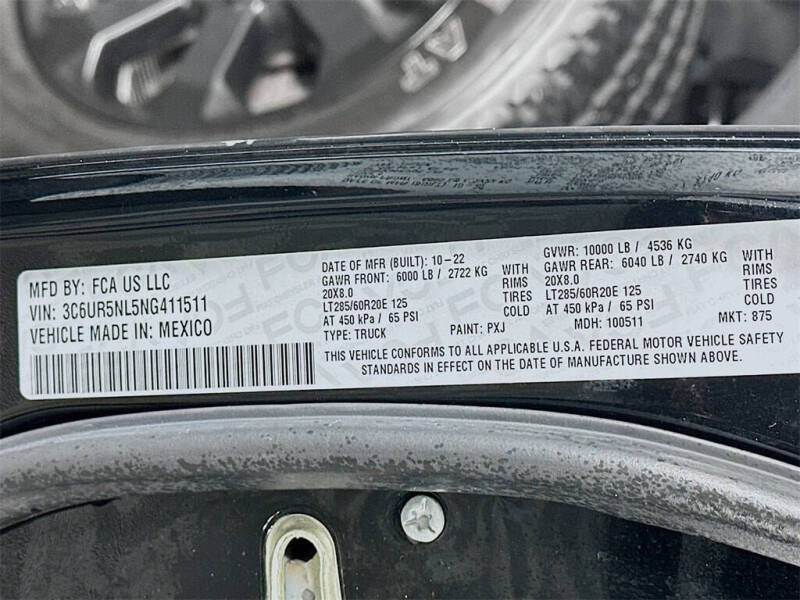 AT
MFD BY: FCA US LLC
VIN: 3C6UR5NL5NG411511
VEHICLE MADE IN: MEXICO
DATE OF MFR (BUILT): 10-22
GAWR FRONT: 6000 LB / 2722 KG WITH
20X8.0 RIMS
LT285/60R20E 125 TIRES
AT 450 kPa / 65 PSI COLD
TYPE: TRUCK PAINT: PXJ
GVWR: 10000 LB / 4536 KG
GAWR REAR: 6040 LB / 2740 KG WITH
20X8.0 RIMS
LT285/60R20E 125 TIRES
AT 450 kPa / 65 PSI COLD
MDH: 100511 MKT: 875
THIS VEHICLE CONFORMS TO ALL APPLICABLE U.S.A. FEDERAL MOTOR VEHICLE SAFETY
STANDARDS IN EFFECT ON THE DATE OF MANUFACTURE SHOWN ABOVE.